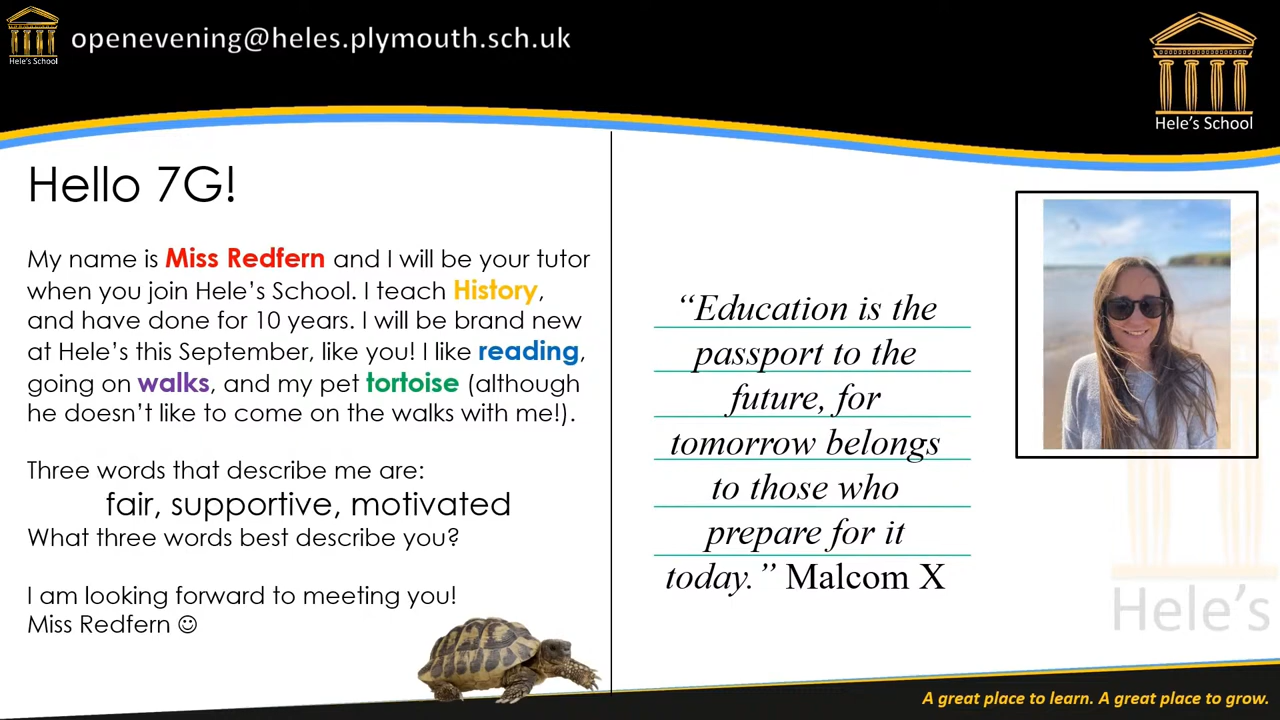 Hele's School
openevening@heles.plymouth.sch.uk
Hele's School
Hello 7G!
My name is Miss Redfern and I will be your tutor
when you join Hele's School. I teach History,
and have done for 10 years. I will be brand new
at Hele's this September, like you! I like reading,
going on walks, and my pet tortoise (although
he doesn't like to come on the walks with me!).
Three words that describe me are:
fair, supportive, motivated
What three words best describe you?
I am looking forward to meeting you!
Miss Redfern ☺
“Education is the
passport to the
future, for
tomorrow belongs
to those who
prepare for it
today.” Malcom X
Hele's
A great place to learn. A great place to grow.